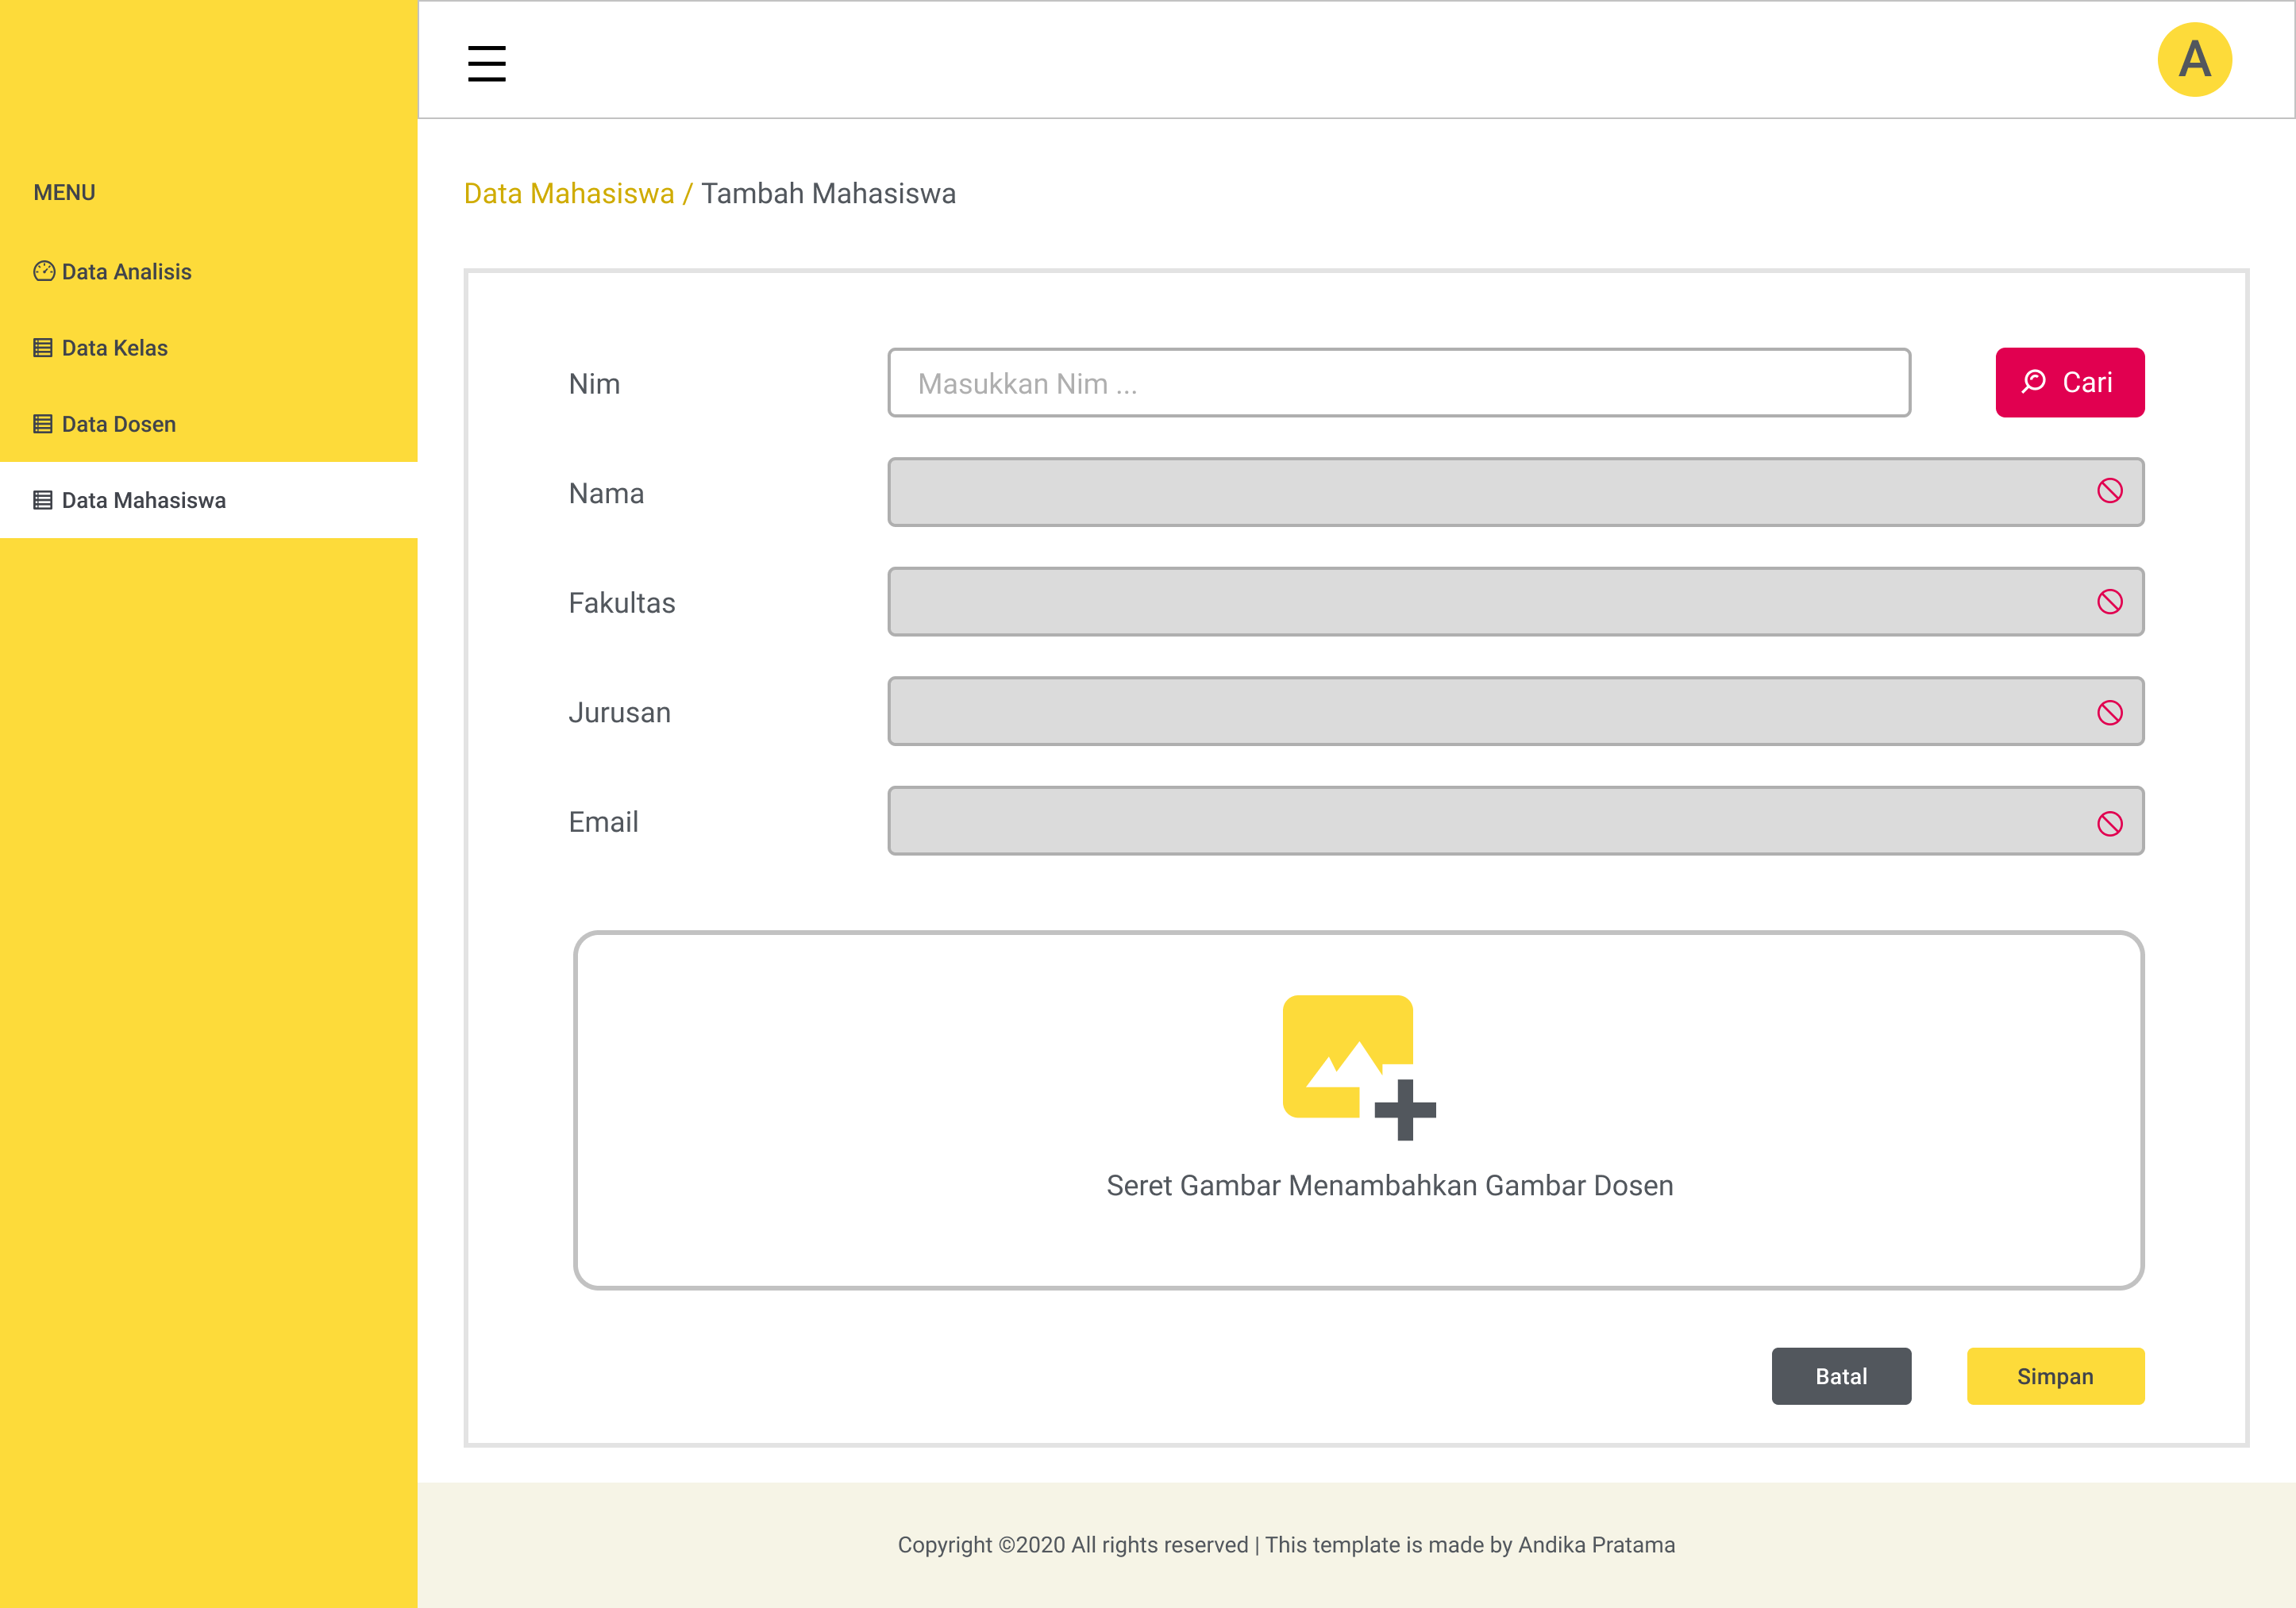 A
MENU
Data Analisis
Data Kelas
Data Dosen
Data Mahasiswa
Data Mahasiswa / Tambah Mahasiswa
Nim
Masukkan Nim ...
Cari
Nama
Fakultas
Jurusan
Email
Seret Gambar Menambahkan Gambar Dosen
Batal
Simpan
Copyright ©2020 All rights reserved | This template is made by Andika Pratama